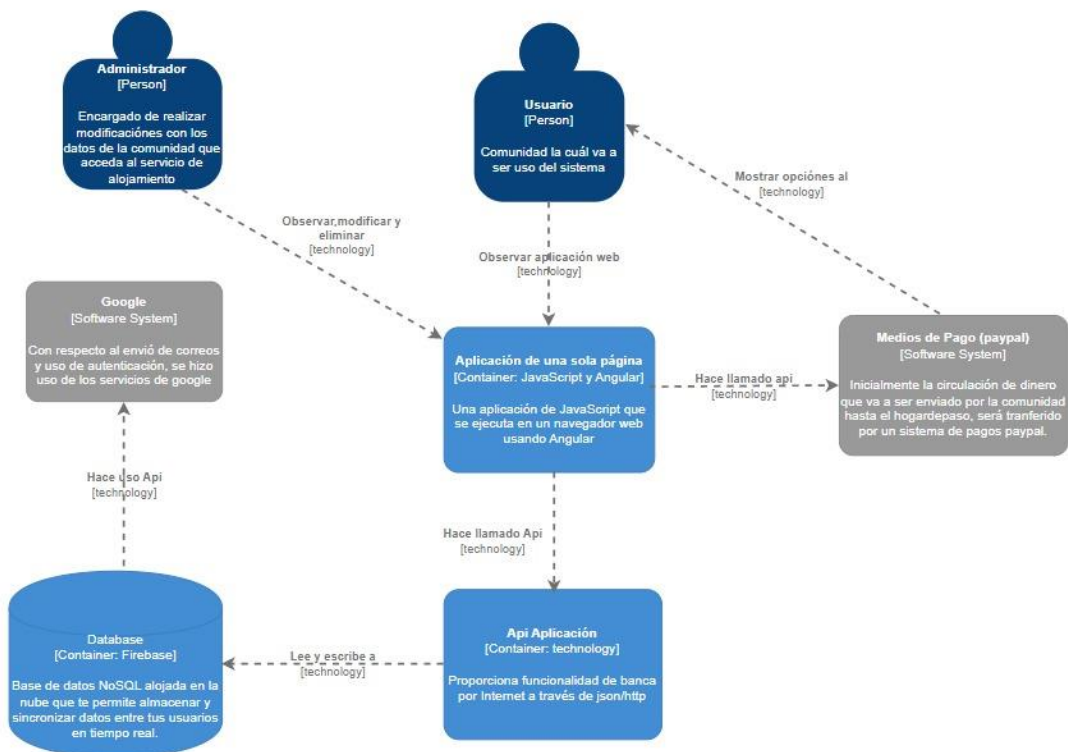 Administrador
[Person]
Encargado de realizar
modificaciónes con los
datos de la comunidad que
acceda al servicio de
alojamiento
Usuario
[Person]
Comunidad la cuál va a
ser uso del sistema
Mostrar opciónes al
[technology]
Observar,modificar y
eliminar
[technology]
Observar aplicación web
[technology]
Google
[Software System]
Con respecto al envió de correos
y uso de autenticación, se hizo
uso de los servicios de google
Aplicación de una sola página
[Container: JavaScript y Angular]
Una aplicación de JavaScript que
se ejecuta en un navegador web
usando Angular
Hace llamado api
[technology]
Medios de Pago (paypal)
[Software System]
Inicialmente la circulación de dinero
que va a ser enviado por la comunidad
hasta el hogardepaso, será tranferido
por un sistema de pagos paypal.
Hace uso Api
[technology]
Hace llamado Api
[technology]
Database
[Container: Firebase]
Base de datos NoSQL alojada en la
nube que te permite almacenar y
sincronizar datos entre tus usuarios
en tiempo real.
Lee y escribe a
[technology]
Api Aplicación
[Container: technology]
Proporciona funcionalidad de banca
por Internet a través de json/http